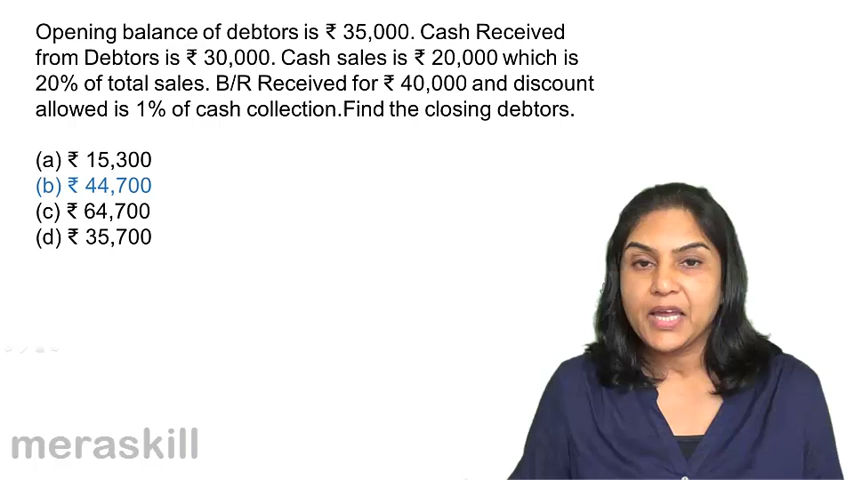 Opening balance of debtors is ₹ 35,000. Cash Received
from Debtors is ₹ 30,000. Cash sales is ₹ 20,000 which is
20% of total sales. B/R Received for ₹ 40,000 and discount
allowed is 1% of cash collection.Find the closing debtors.
(a) ₹ 15,300
(b) ₹ 44,700
(c) ₹ 64,700
(d) ₹ 35,700
meraskill